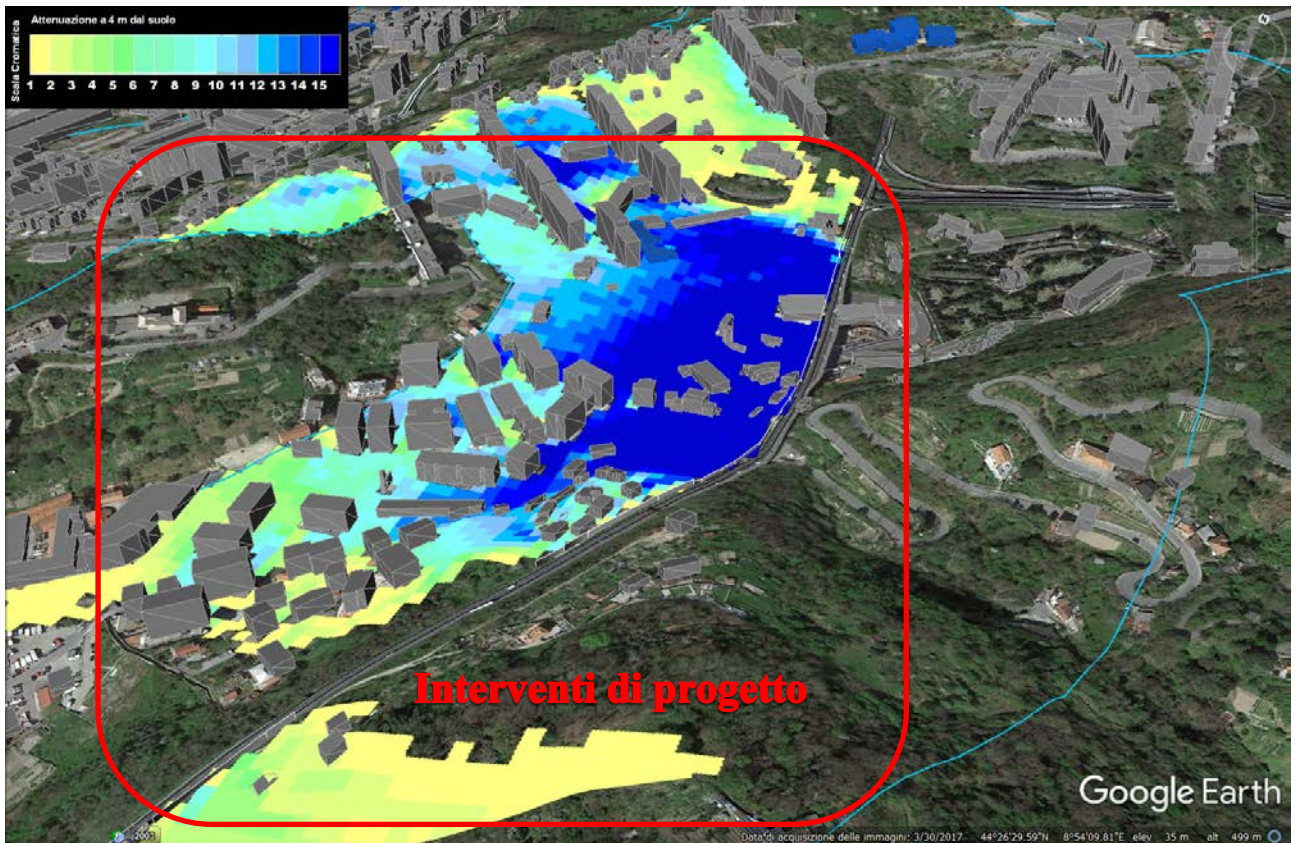 Attenuazione a 4 m dal suolo
Scala Cromatica
1 2 3 4 5 6 7 8 9 10 11 12 13 14 15
Interventi di progetto
Google Earth
2003
Data di acquisizione delle immagini: 3/30/2017 44°26'29.59"N 8°54'09.81"E elev 35 m alt 499 m